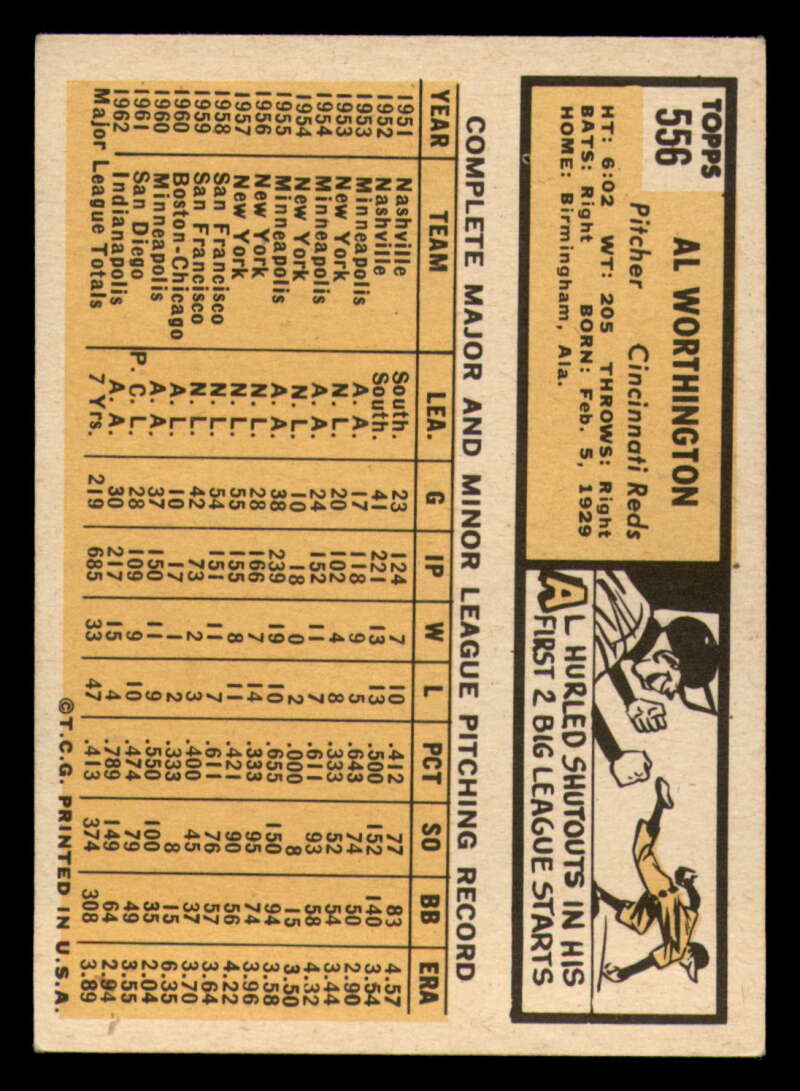 TOPPS
556
AL WORTHINGTON
Pitcher Cincinnati Reds
HT: 6:02 WT: 205 THROWS: Right
BATS: Right BORN: Feb. 5, 1929
HOME: Birmingham, Ala.
AL HURLED SHUTOUTS IN HIS
FIRST 2 BIG LEAGUE STARTS
COMPLETE MAJOR AND MINOR LEAGUE PITCHING RECORD
YEAR TEAM LEA. G IP W L PCT SO BB ERA
1951 Nashville South. 23 124 7 10 .412 77 83 4.57
1952 Nashville South. 41 221 13 13 .500 152 140 3.54
1953 Minneapolis A. A. 17 118 9 5 .643 74 50 2.90
1953 New York N. L. 20 102 4 8 .333 52 54 3.44
1954 Minneapolis A. A. 24 152 11 7 .611 93 58 4.32
1954 New York N. L. 10 18 0 2 .000 8 15 3.50
1955 Minneapolis A. A. 38 239 19 10 .655 150 94 3.58
1956 New York N. L. 28 166 7 14 .333 95 74 3.96
1957 New York N. L. 55 155 8 11 .421 90 56 4.22
1958 San Francisco N. L. 54 151 11 7 .611 76 57 3.64
1959 San Francisco N. L. 42 73 2 3 .400 45 37 3.70
1960 Boston-Chicago A. L. 10 17 1 2 .333 8 15 6.35
1960 Minneapolis A. A. 37 150 11 9 .550 100 35 2.04
1961 San Diego P. C. L. 28 109 9 10 .474 79 49 3.55
1962 Indianapolis A. A. 30 217 15 4 .789 149 64 2.94
Major League Totals 7 Yrs. 219 685 33 47 .413 374 308 3.89
©T.C.G. PRINTED IN U.S.A.